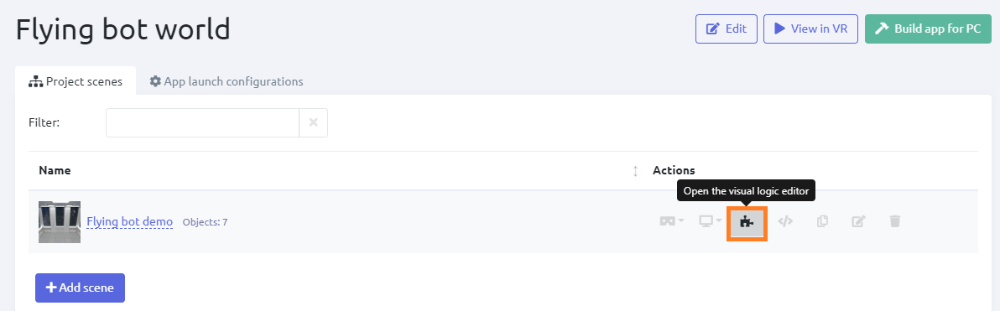 Flying bot world
Edit
View in VR
Build app for PC
Project scenes
App launch configurations
Filter:
Name
Actions
Open the visual logic editor
Flying bot demo Objects: 7
Add scene